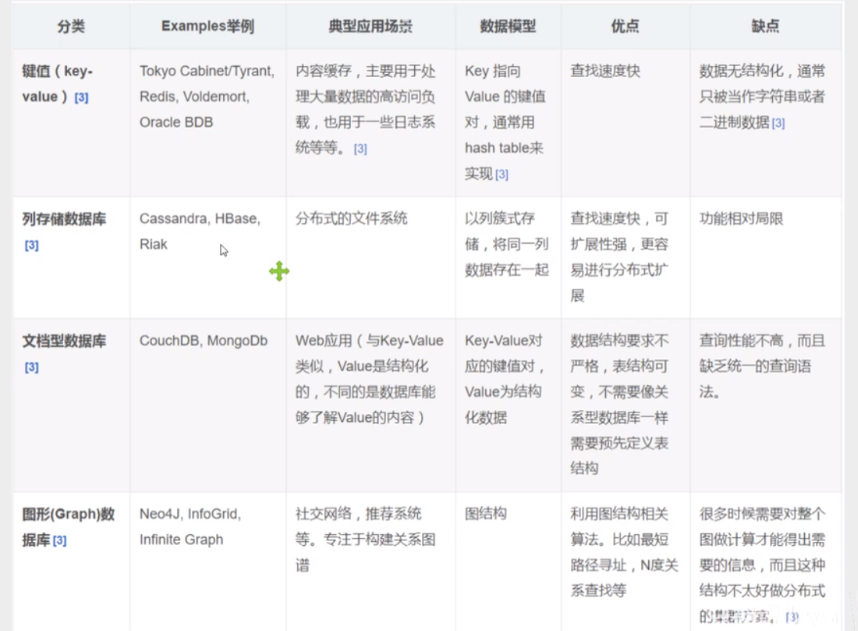 分类
Examples举例
典型应用场景
数据模型
优点
缺点
键值（key-
value）[3]
Tokyo Cabinet/Tyrant,
Redis, Voldemort,
Oracle BDB
内容缓存，主要用于处
理大量数据的高访问负
载，也用于一些日志系
统等等。[3]
Key 指向
Value 的键值
对，通常用
hash table来
实现[3]
查找速度快
数据无结构化，通常
只被当作字符串或者
二进制数据[3]
列存储数据库
[3]
Cassandra, HBase,
Riak
分布式的文件系统
以列簇式存
储，将同一列
数据存在一起
查找速度快，可
扩展性强，更容
易进行分布式扩
展
功能相对局限
文档型数据库
[3]
CouchDB, MongoDb
Web应用（与Key-Value
类似，Value是结构化
的，不同的是数据库能
够了解Value的内容）
Key-Value对
应的键值对，
Value为结构
化数据
数据结构要求不
严格，表结构可
变，不需要像关
系型数据库一样
需要预先定义表
结构
查询性能不高，而且
缺乏统一的查询语
法。
图形(Graph)数
据库[3]
Neo4J, InfoGrid,
Infinite Graph
社交网络，推荐系统
等。专注于构建关系图
谱
图结构
利用图结构相关
算法。比如最短
路径寻址，N度关
系查找等
很多时候需要对整个
图做计算才能得出需
要的信息，而且这种
结构不太好做分布式
的集群方案。[3]